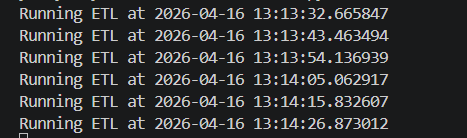 Running ETL at 2026-04-16 13:13:32.665847
Running ETL at 2026-04-16 13:13:43.463494
Running ETL at 2026-04-16 13:13:54.136939
Running ETL at 2026-04-16 13:14:05.062917
Running ETL at 2026-04-16 13:14:15.832607
Running ETL at 2026-04-16 13:14:26.873012